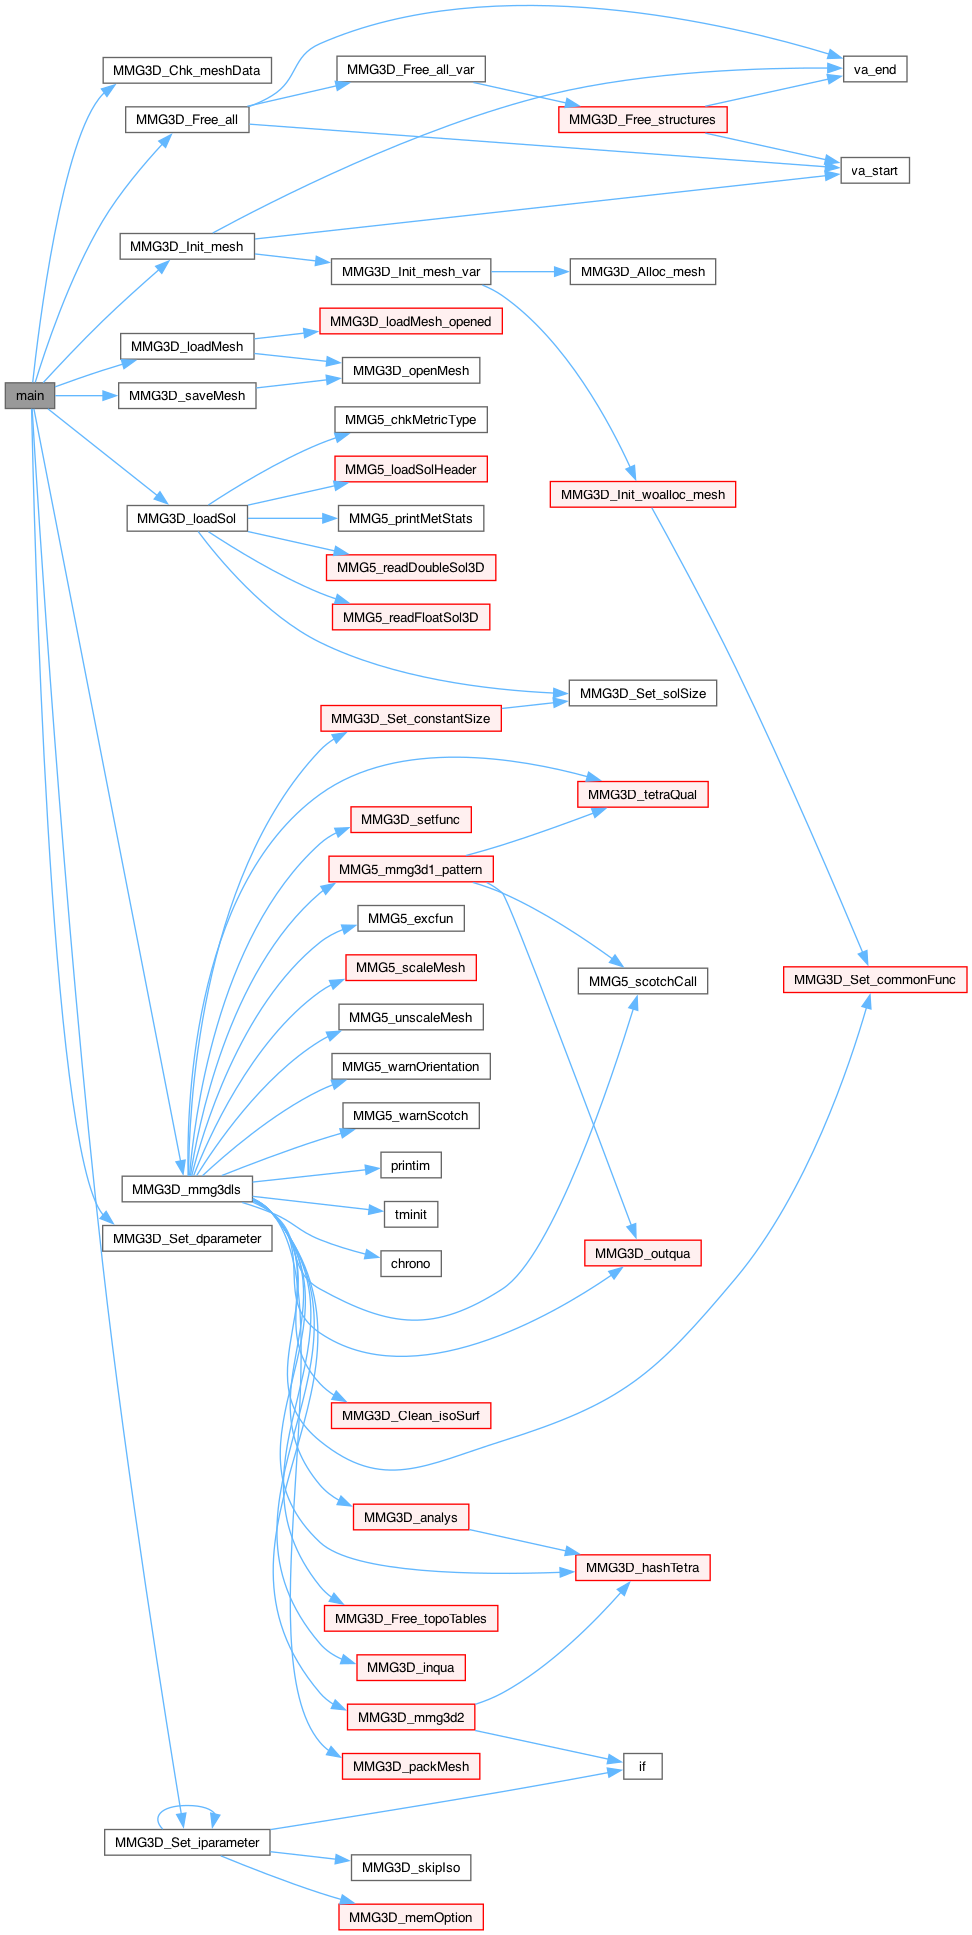 MMG3D_Chk_meshData
MMG3D_Free_all_var
va_end
MMG3D_Free_all
MMG3D_Free_structures
va_start
MMG3D_Init_mesh
MMG3D_Init_mesh_var
MMG3D_Alloc_mesh
MMG3D_loadMesh_opened
MMG3D_loadMesh
MMG3D_openMesh
main
MMG3D_saveMesh
MMG5_chkMetricType
MMG5_loadSolHeader
MMG3D_Init_woalloc_mesh
MMG3D_loadSol
MMG5_printMetStats
MMG5_readDoubleSol3D
MMG5_readFloatSol3D
MMG3D_Set_solSize
MMG3D_Set_constantSize
MMG3D_tetraQual
MMG3D_setfunc
MMG5_mmg3d1_pattern
MMG5_excfun
MMG5_scaleMesh
MMG5_scotchCall
MMG3D_Set_commonFunc
MMG5_unscaleMesh
MMG5_warnOrientation
MMG5_warnScotch
printim
MMG3D_mmg3dls
tminit
MMG3D_Set_dparameter
MMG3D_outqua
chrono
MMG3D_Clean_isoSurf
MMG3D_analys
MMG3D_hashTetra
MMG3D_Free_topoTables
MMG3D_inqua
MMG3D_mmg3d2
MMG3D_packMesh
if
MMG3D_Set_iparameter
MMG3D_skipIso
MMG3D_memOption